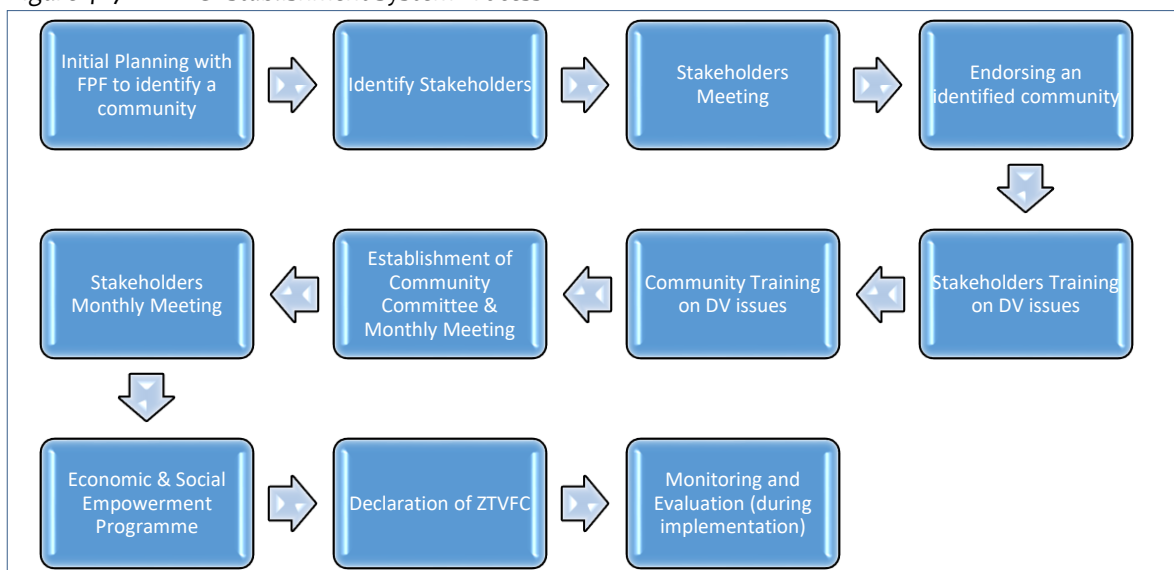 Initial Planning with
FPF to identify a
community
Identify Stakeholders
Stakeholders
Meeting
Endorsing an
identified community
Stakeholders
Monthly Meeting
Establishment of
Community
Committee &
Monthly Meeting
Community Training
on DV issues
Stakeholders Training
on DV issues
Economic & Social
Empowerment
Programme
Declaration of ZTVFC
Monitoring and
Evaluation (during
implementation)